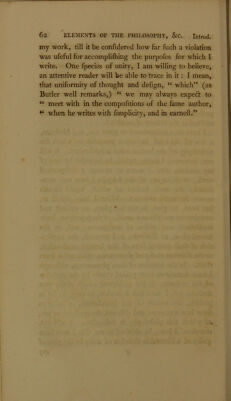 62 ELEMENTS OF THE PHILOSOPHY, &c. Introd.
my work, till it be conſidered how far ſuch a violation
was uſeful for accompliſhing the purpoſes for which I
write. One ſpecies of unity, I am willing to believe,
an attentive reader will be able to trace in it : I mean,
that uniformity of thought and deſign, “ which” (as
Butler well remarks,) “ we may always expect to
“ meet with in the compoſitions of the ſame author,
“ when he writes with ſimplicity, and in earneſt.”